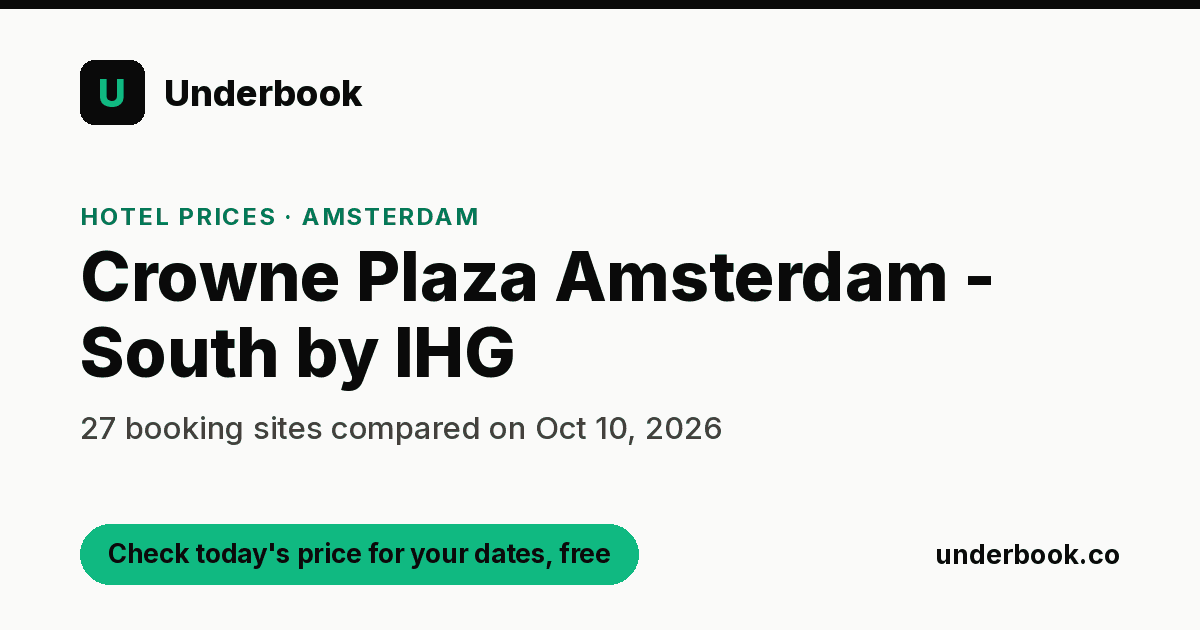 U Underbook
HOTEL PRICES · AMSTERDAM
Crowne Plaza Amsterdam -
South by IHG
27 booking sites compared on Oct 10, 2026
Check today's price for your dates, free
underbook.co